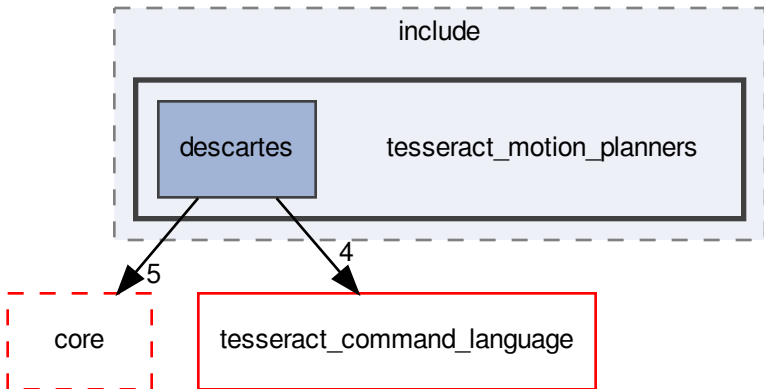 include
descartes
tesseract_motion_planners
5
4
core
tesseract_command_language